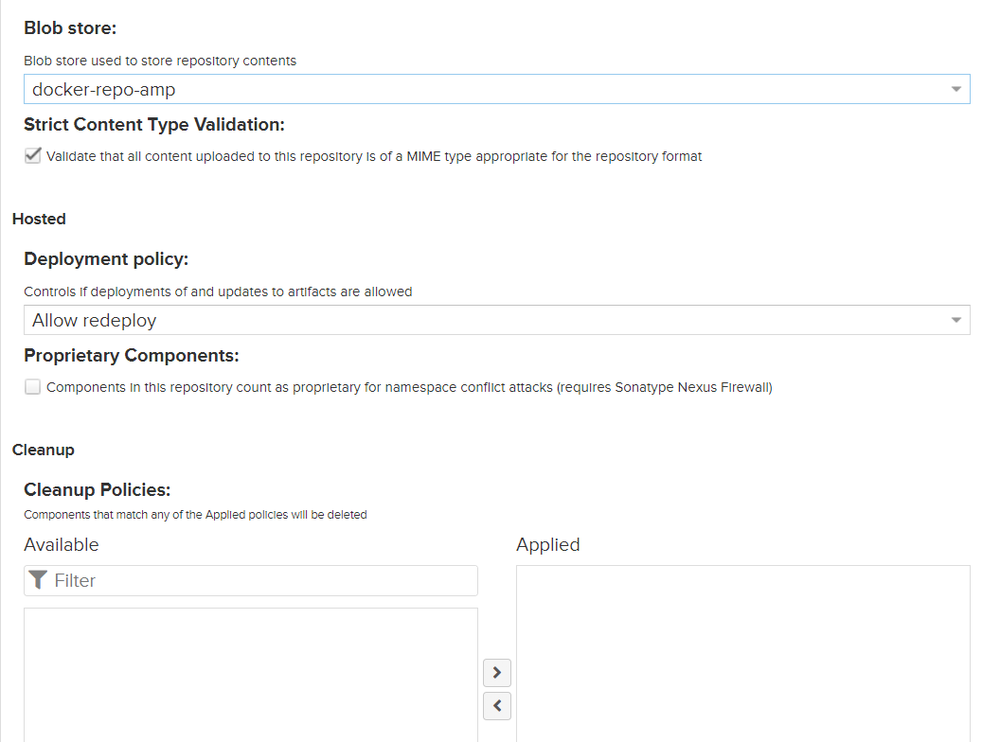 Blob store:
Blob store used to store repository contents
docker-repo-amp
Strict Content Type Validation:
Validate that all content uploaded to this repository is of a MIME type appropriate for the repository format
Hosted
Deployment policy:
Controls if deployments of and updates to artifacts are allowed
Allow redeploy
Proprietary Components:
Components in this repository count as proprietary for namespace conflict attacks (requires Sonatype Nexus Firewall)
Cleanup
Cleanup Policies:
Components that match any of the Applied policies will be deleted
Available
Applied
Filter